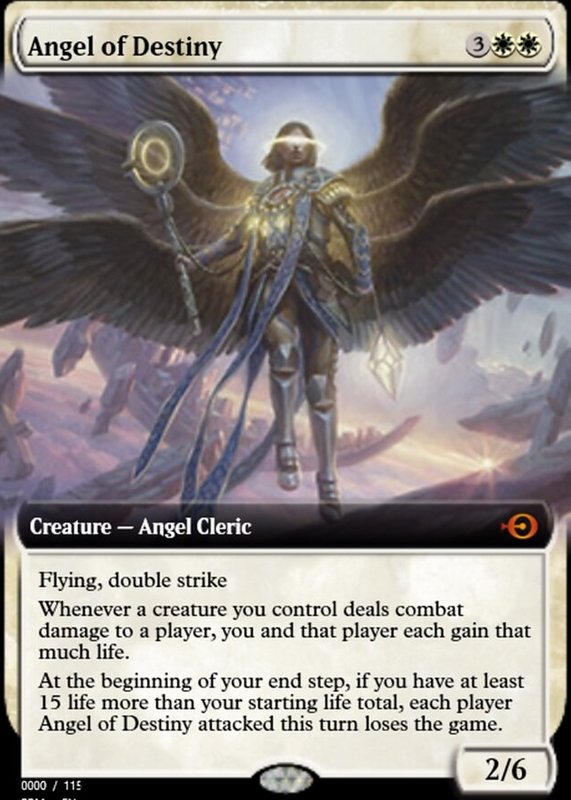 Angel of Destiny
3
Creature — Angel Cleric
Flying, double strike
Whenever a creature you control deals combat
damage to a player, you and that player each gain that
much life.
At the beginning of your end step, if you have at least
15 life more than your starting life total, each player
Angel of Destiny attacked this turn loses the game.
2/6
0000 / 115